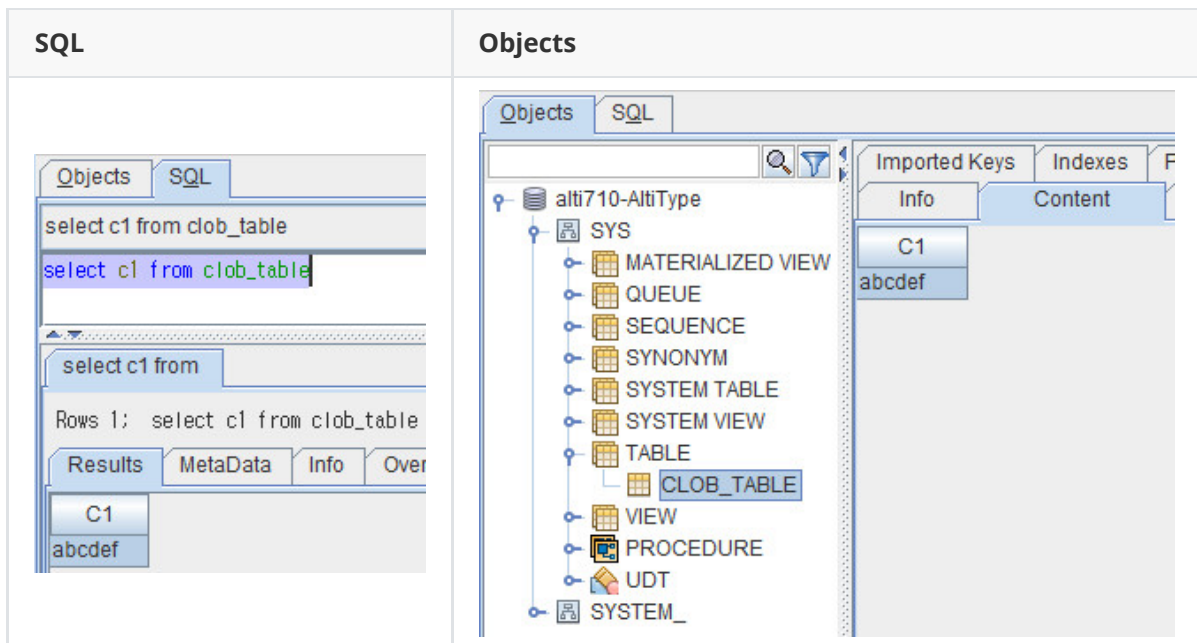 SQL
Objects
Objects SQL
select c1 from clob_table
select c1 from clob_table
select c1 from
Rows 1; select c1 from clob_table
Results MetaData Info Over
C1
abcdef
Objects SQL
alti710-AltiType
SYS
MATERIALIZED VIEW
QUEUE
SEQUENCE
SYNONYM
SYSTEM TABLE
SYSTEM VIEW
TABLE
CLOB_TABLE
VIEW
PROCEDURE
UDT
SYSTEM_
Imported Keys Indexes
Info Content
C1
abcdef